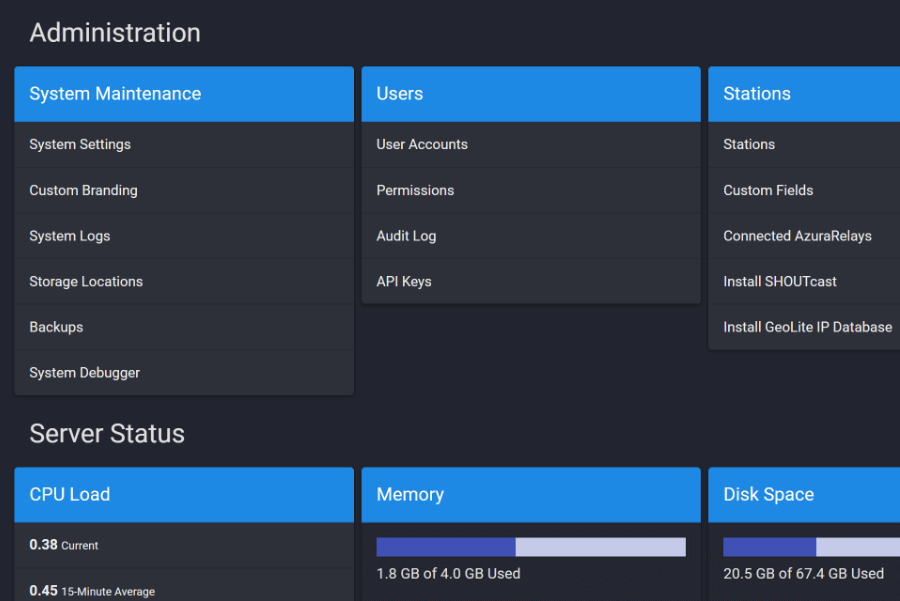 Administration
System Maintenance
System Settings
Custom Branding
System Logs
Storage Locations
Backups
System Debugger
Users
User Accounts
Permissions
Audit Log
API Keys
Stations
Stations
Custom Fields
Connected AzuraRelays
Install SHOUTcast
Install GeoLite IP Database
Server Status
CPU Load
0.38 Current
0.45 15-Minute Average
Memory
1.8 GB of 4.0 GB Used
Disk Space
20.5 GB of 67.4 GB Used